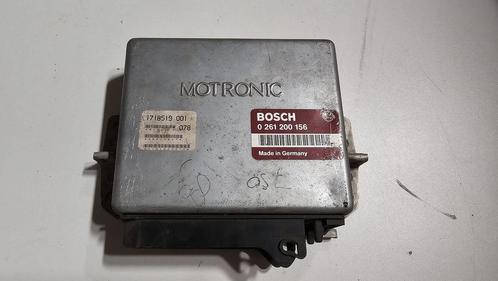 MOTRONIC
1718519 001
078
BOSCH
0 261 200 156
Made in Germany